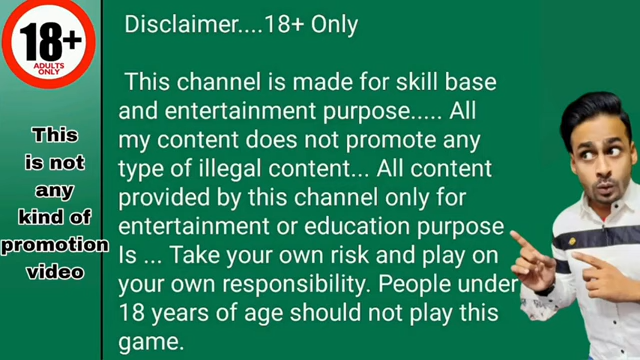 18+
ADULTS
ONLY
This
is not
any
kind of
promotion
video
Disclaimer....18+ Only
This channel is made for skill base
and entertainment purpose..... All
my content does not promote any
type of illegal content... All content
provided by this channel only for
entertainment or education purpose
Is ... Take your own risk and play on
your own responsibility. People under
18 years of age should not play this
game.